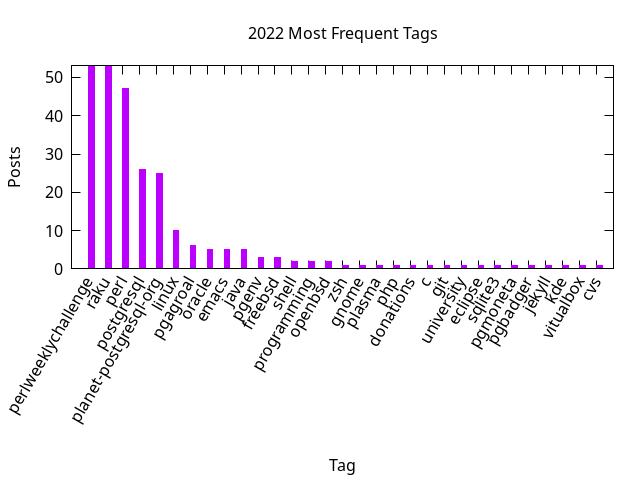 2022 Most Frequent Tags
Posts
50
40
30
20
10
0
perlweeklychallenge
raku
perl
postgresql
planet-postgresql-org
linux
pgagroal
oracle
emacs
java
pgenv
freebsd
shell
programming
openbsd
zsh
gnome
plasma
php
donations
c
git
university
eclipse
sqlite3
pgmoneta
pgbadger
jekyll
kde
vitualbox
cvs
Tag